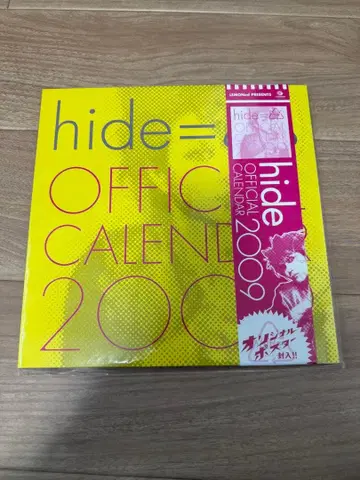 hide=
OFFIC
CALEND
200
LEMONed PRESENTS
hide
OFFICIAL
CALENDAR
2009
オリジナル
ポスター
封入!!